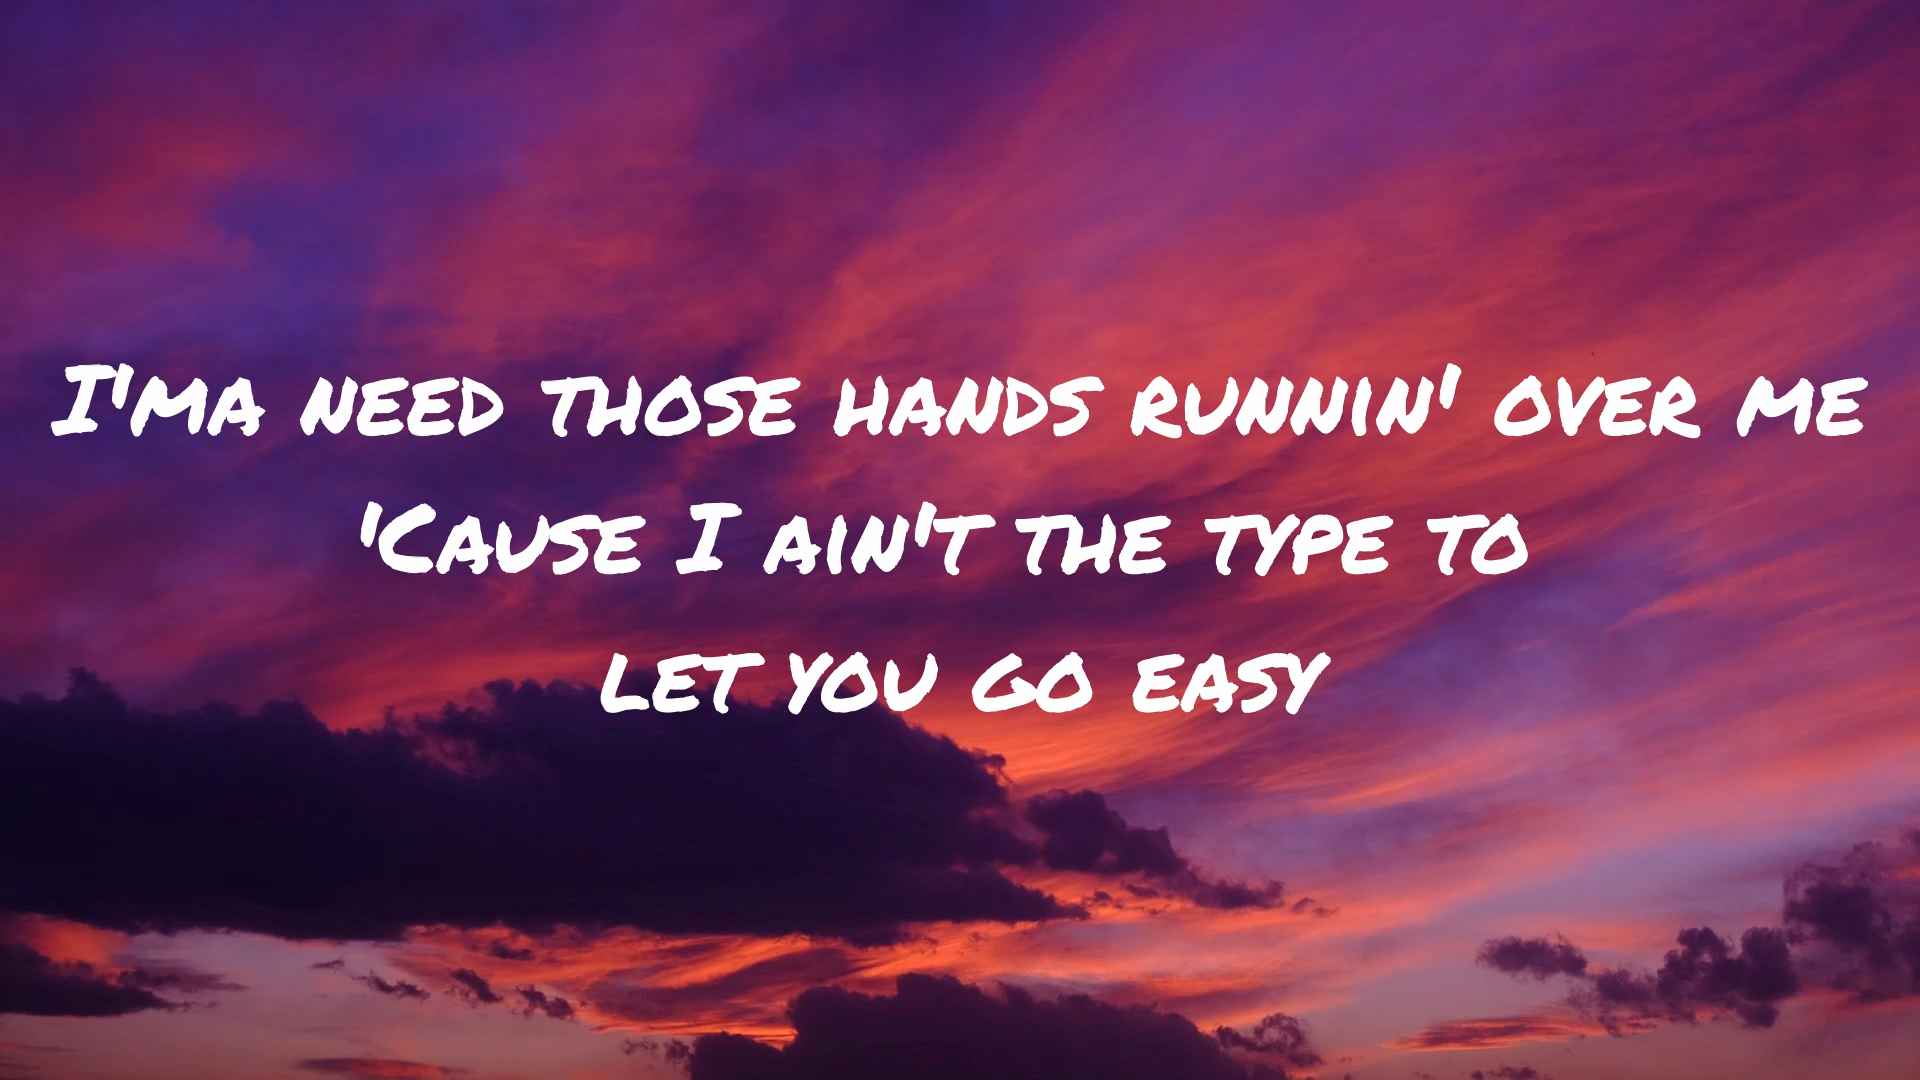 I'ma need those hands runnin' over me
'Cause I ain't the type to
let you go easy